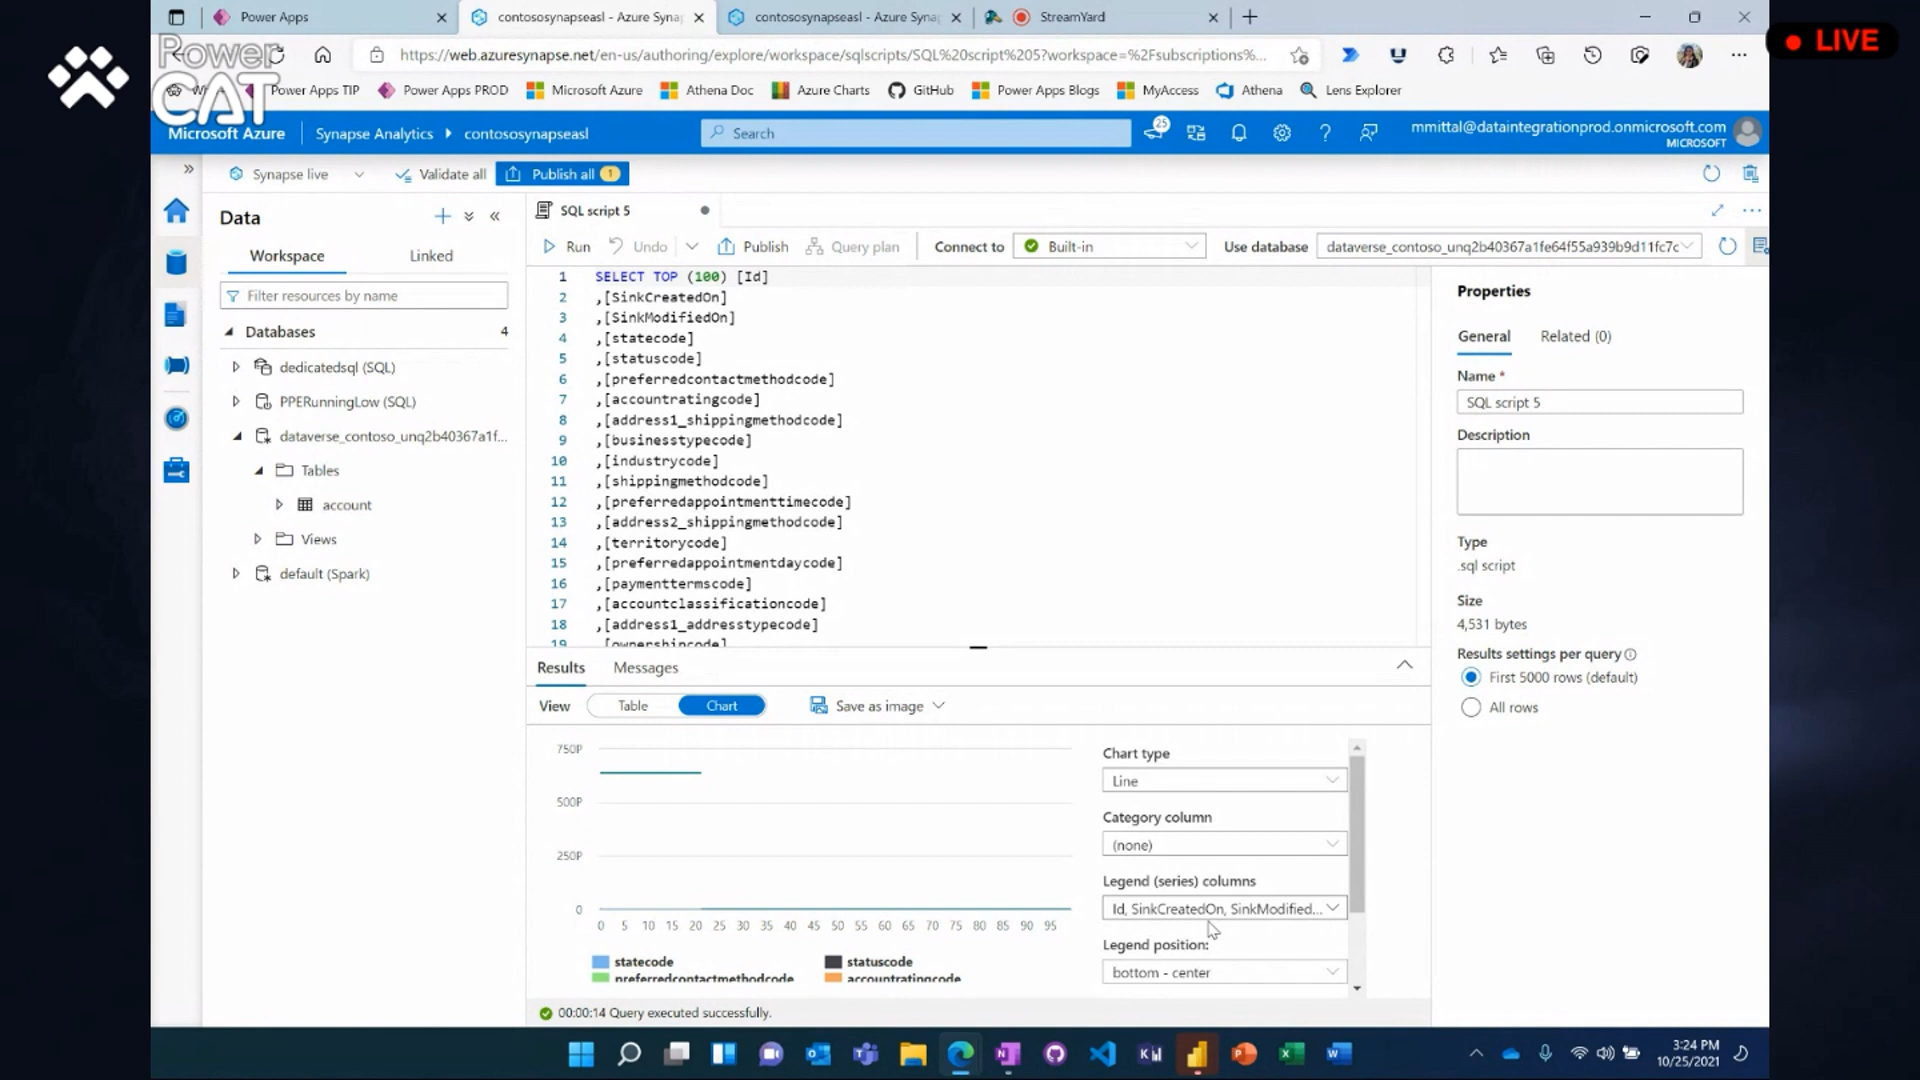 Power Apps
contososynapseasl - Azure Syna
contososynapseasl - Azure Synap
StreamYard
LIVE
Power
CAT
https://web.azuresynapse.net/en-us/authoring/explore/workspace/sqlscripts/SQL%20script%205?workspace=%2Fsubscriptions%...
Power Apps TIP
Power Apps PROD
Microsoft Azure
Athena Doc
Azure Charts
GitHub
Power Apps Blogs
MyAccess
Athena
Lens Explorer
Microsoft Azure
Synapse Analytics
contososynapseasl
Search
25
mmittal@dataintegrationprod.onmicrosoft.com
MICROSOFT
Synapse live
Validate all
Publish all 1
Data
Workspace
Linked
Filter resources by name
Databases 4
dedicatedsql (SQL)
PPERunningLow (SQL)
dataverse_contoso_unq2b40367a1f...
Tables
account
Views
default (Spark)
SQL script 5
Run
Undo
Publish
Query plan
Connect to
Built-in
Use database
dataverse_contoso_unq2b40367a1fe64f55a939b9d11fc7c
1 SELECT TOP (100) [Id]
2 ,[SinkCreatedOn]
3 ,[SinkModifiedOn]
4 ,[statecode]
5 ,[statuscode]
6 ,[preferredcontactmethodcode]
7 ,[accountratingcode]
8 ,[address1_shippingmethodcode]
9 ,[businesstypecode]
10 ,[industrycode]
11 ,[shippingmethodcode]
12 ,[preferredappointmenttimecode]
13 ,[address2_shippingmethodcode]
14 ,[territorycode]
15 ,[preferredappointmentdaycode]
16 ,[paymenttermscode]
17 ,[accountclassificationcode]
18 ,[address1_addresstypecode]
19 ,[ownershipcode]
Results
Messages
View
Table
Chart
Save as image
750P
500P
250P
0
0 5 10 15 20 25 30 35 40 45 50 55 60 65 70 75 80 85 90 95
statecode
statuscode
preferredcontactmethodcode
accountratingcode
Chart type
Line
Category column
(none)
Legend (series) columns
Id, SinkCreatedOn, SinkModified...
Legend position:
bottom - center
00:00:14 Query executed successfully.
Properties
General
Related (0)
Name *
SQL script 5
Description
Type
.sql script
Size
4,531 bytes
Results settings per query
First 5000 rows (default)
All rows
3:24 PM
10/25/2021